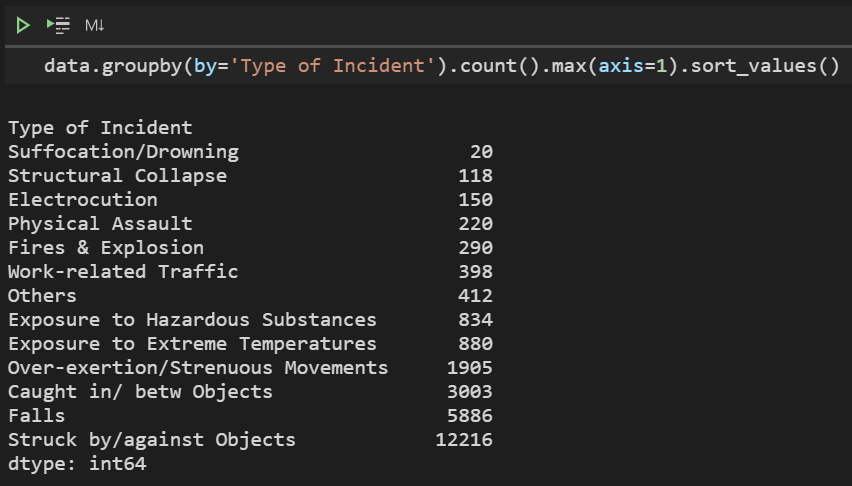 M↓
data.groupby(by='Type of Incident').count().max(axis=1).sort_values()
Type of Incident
Suffocation/Drowning 20
Structural Collapse 118
Electrocution 150
Physical Assault 220
Fires & Explosion 290
Work-related Traffic 398
Others 412
Exposure to Hazardous Substances 834
Exposure to Extreme Temperatures 880
Over-exertion/Strenuous Movements 1905
Caught in/ betw Objects 3003
Falls 5886
Struck by/against Objects 12216
dtype: int64